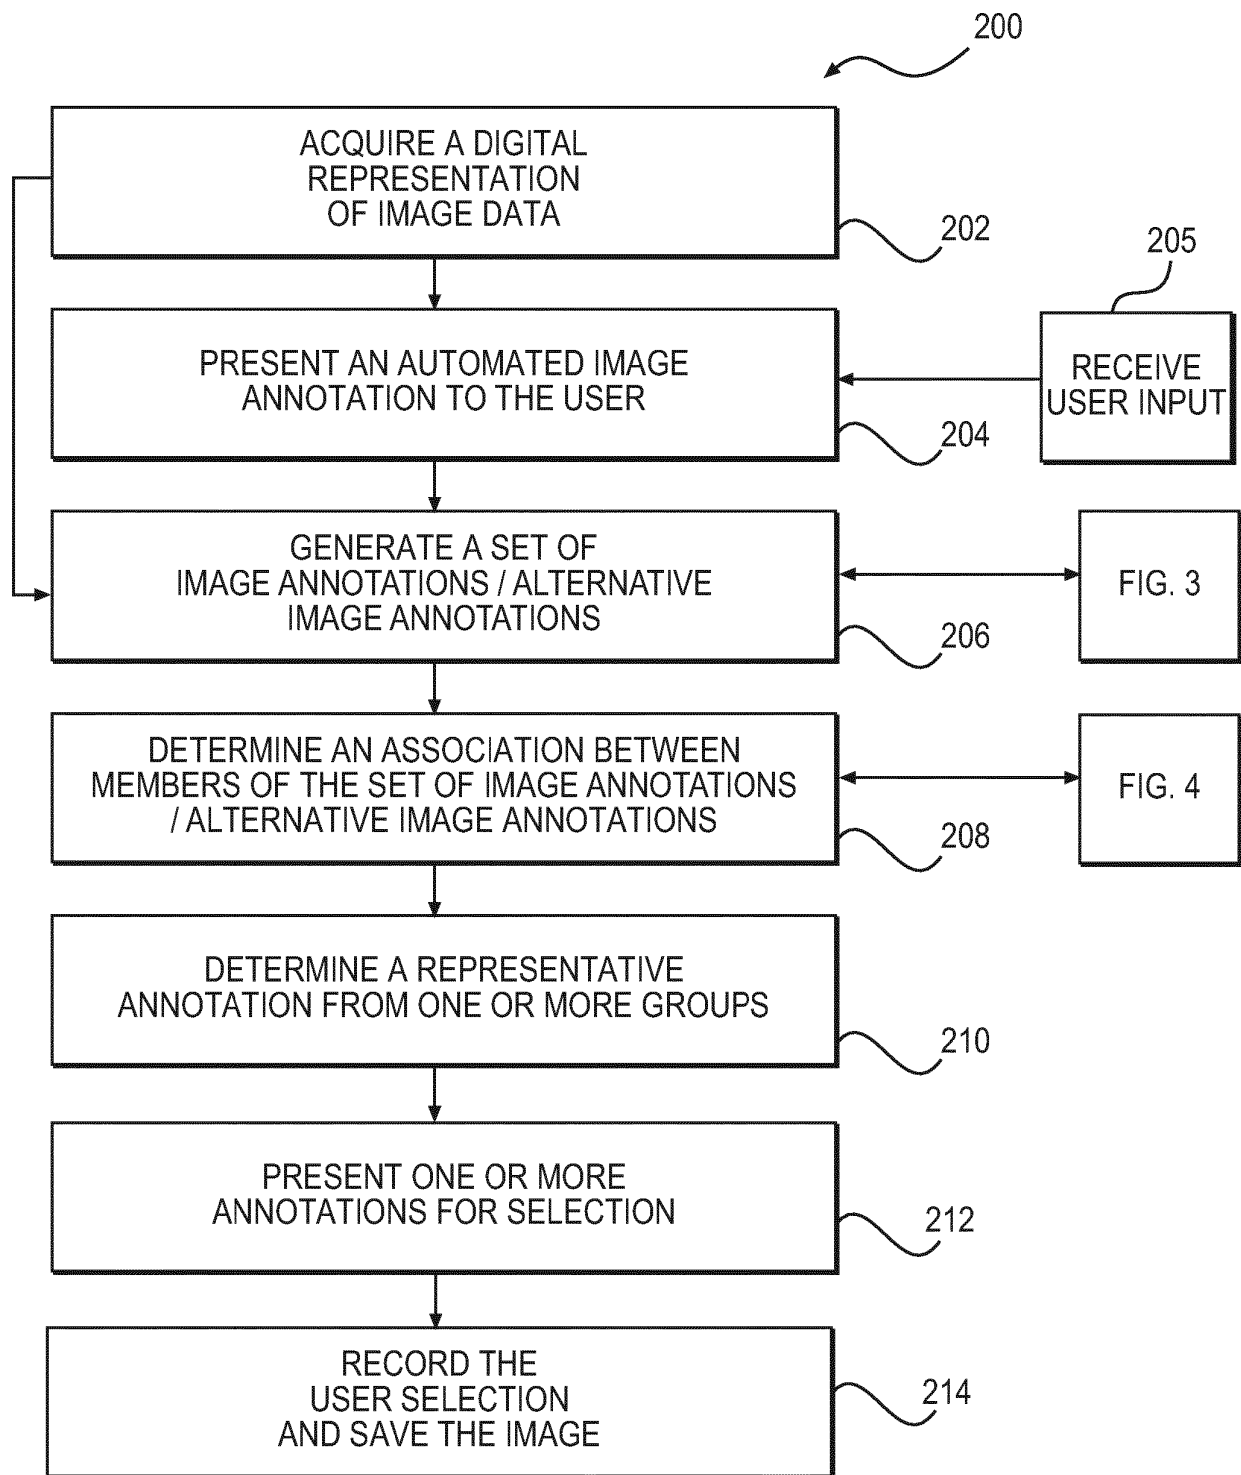 200
ACQUIRE A DIGITAL
REPRESENTATION
OF IMAGE DATA
202
205
PRESENT AN AUTOMATED IMAGE
ANNOTATION TO THE USER
204
RECEIVE
USER INPUT
GENERATE A SET OF
IMAGE ANNOTATIONS / ALTERNATIVE
IMAGE ANNOTATIONS
206
FIG. 3
DETERMINE AN ASSOCIATION BETWEEN
MEMBERS OF THE SET OF IMAGE ANNOTATIONS
/ ALTERNATIVE IMAGE ANNOTATIONS
208
FIG. 4
DETERMINE A REPRESENTATIVE
ANNOTATION FROM ONE OR MORE GROUPS
210
PRESENT ONE OR MORE
ANNOTATIONS FOR SELECTION
212
RECORD THE
USER SELECTION
AND SAVE THE IMAGE
214